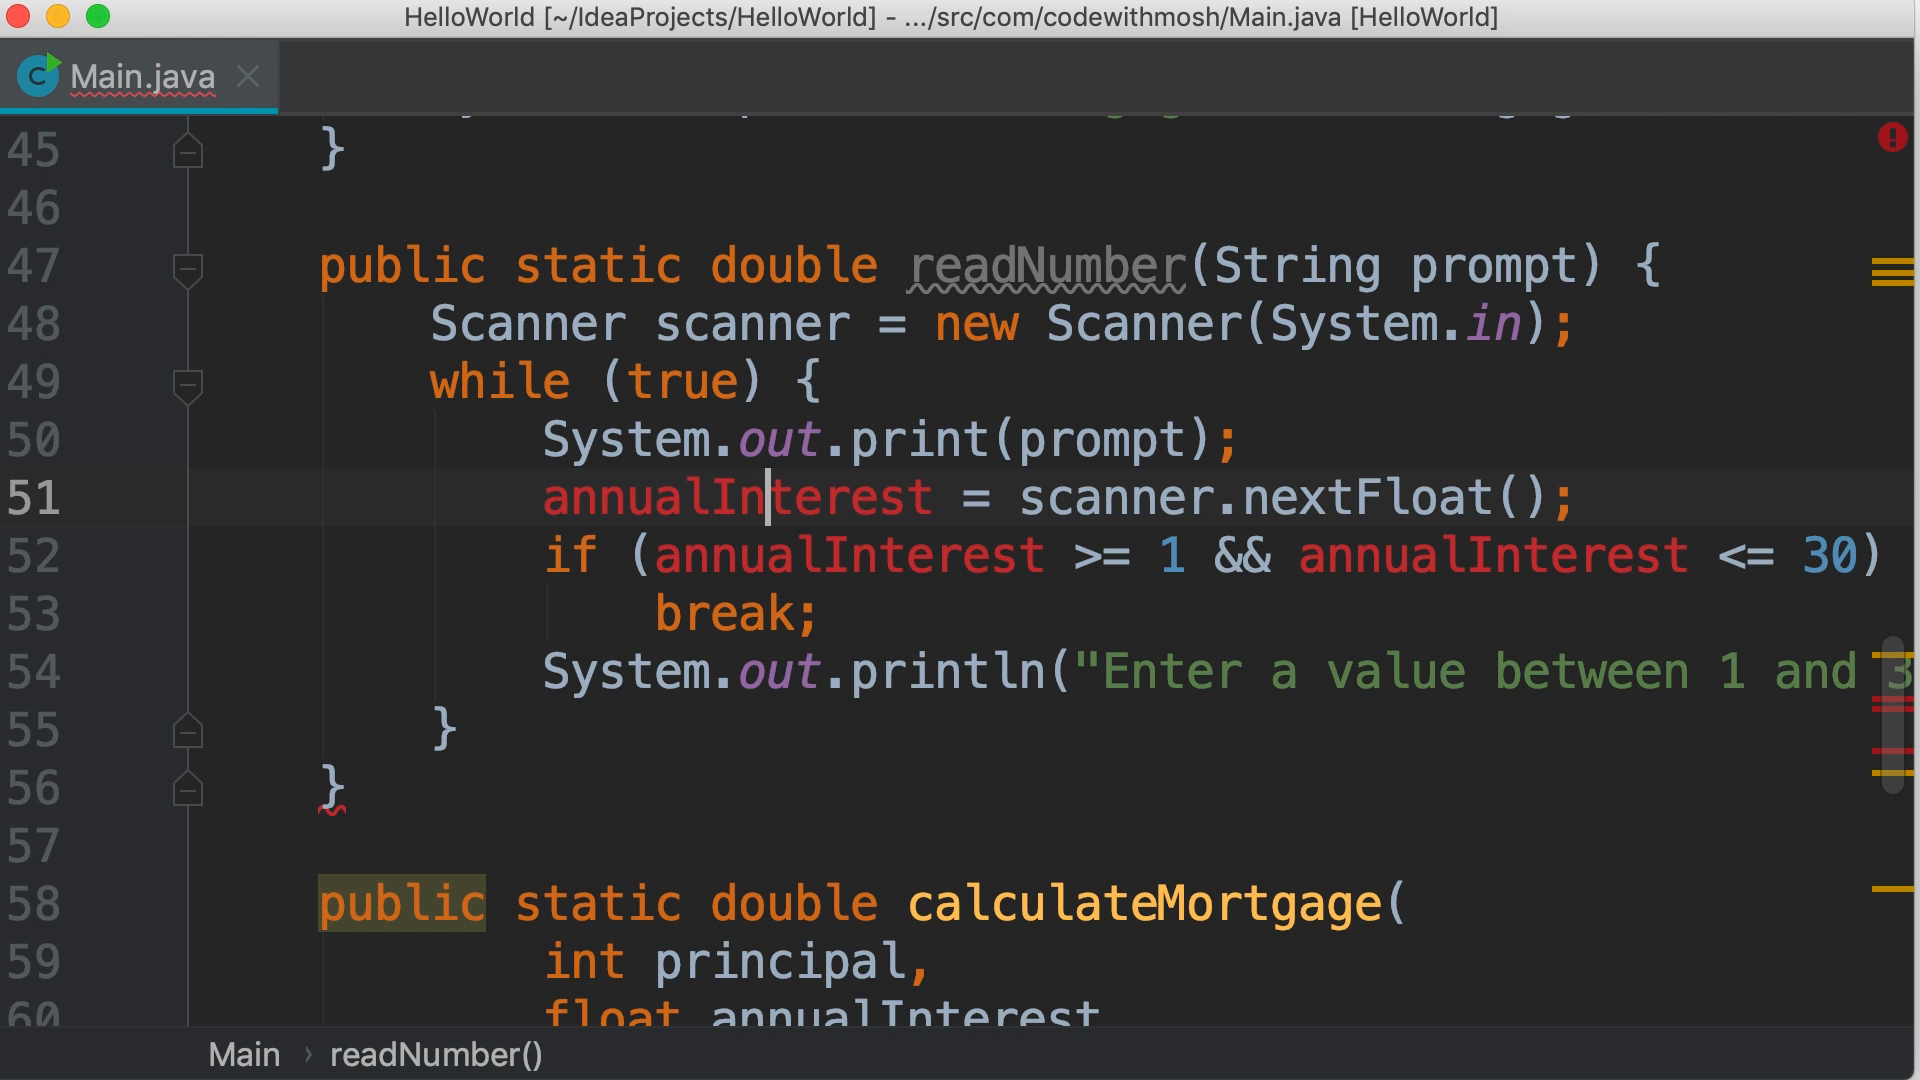 HelloWorld [~/IdeaProjects/HelloWorld] - .../src/com/codewithmosh/Main.java [HelloWorld]
Main.java
45 }
46
47 public static double readNumber(String prompt) {
48 Scanner scanner = new Scanner(System.in);
49 while (true) {
50 System.out.print(prompt);
51 annualInterest = scanner.nextFloat();
52 if (annualInterest >= 1 && annualInterest <= 30)
53 break;
54 System.out.println("Enter a value between 1 and 3
55 }
56 }
57
58 public static double calculateMortgage(
59 int principal,
60 float annualInterest
Main › readNumber()